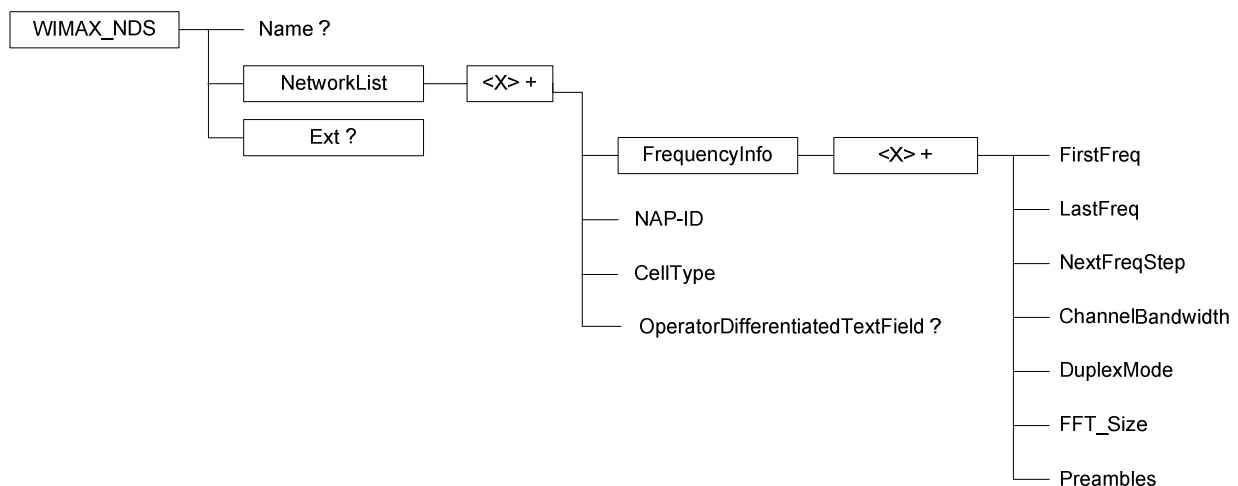 WIMAX_NDS
Name ?
NetworkList
<X> +
Ext ?
FrequencyInfo
<X> +
FirstFreq
LastFreq
NAP-ID
NextFreqStep
CellType
ChannelBandwidth
OperatorDifferentiatedTextField ?
DuplexMode
FFT_Size
Preambles